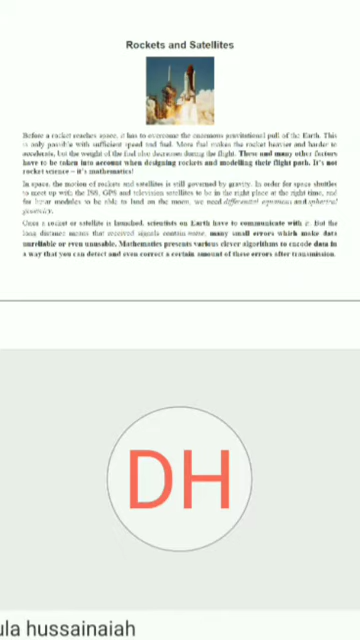 Rockets and Satellites
Before a rocket reaches space, it has to overcome the enormous gravitational pull of the Earth. This
is only possible with sufficient speed and fuel. More fuel makes the rocket heavier and harder to
accelerate, but the weight of the fuel also decreases during the flight. These and many other factors
have to be taken into account when designing rockets and modelling their flight path. It's not
rocket science – it's mathematics!
In space, the motion of rockets and satellites is still governed by gravity. In order for space shuttles
to meet up with the ISS, GPS and television satellites to be in the right place at the right time, and
for lunar modules to be able to land on the moon, we need differential equations and spherical
geometry.
Once a rocket or satellite is launched, scientists on Earth have to communicate with it. But the
long distance means that received signals contain noise, many small errors which make data
unreliable or even unusable. Mathematics presents various clever algorithms to encode data in
a way that you can detect and even correct a certain amount of these errors after transmission.
DH
ula hussainaiah